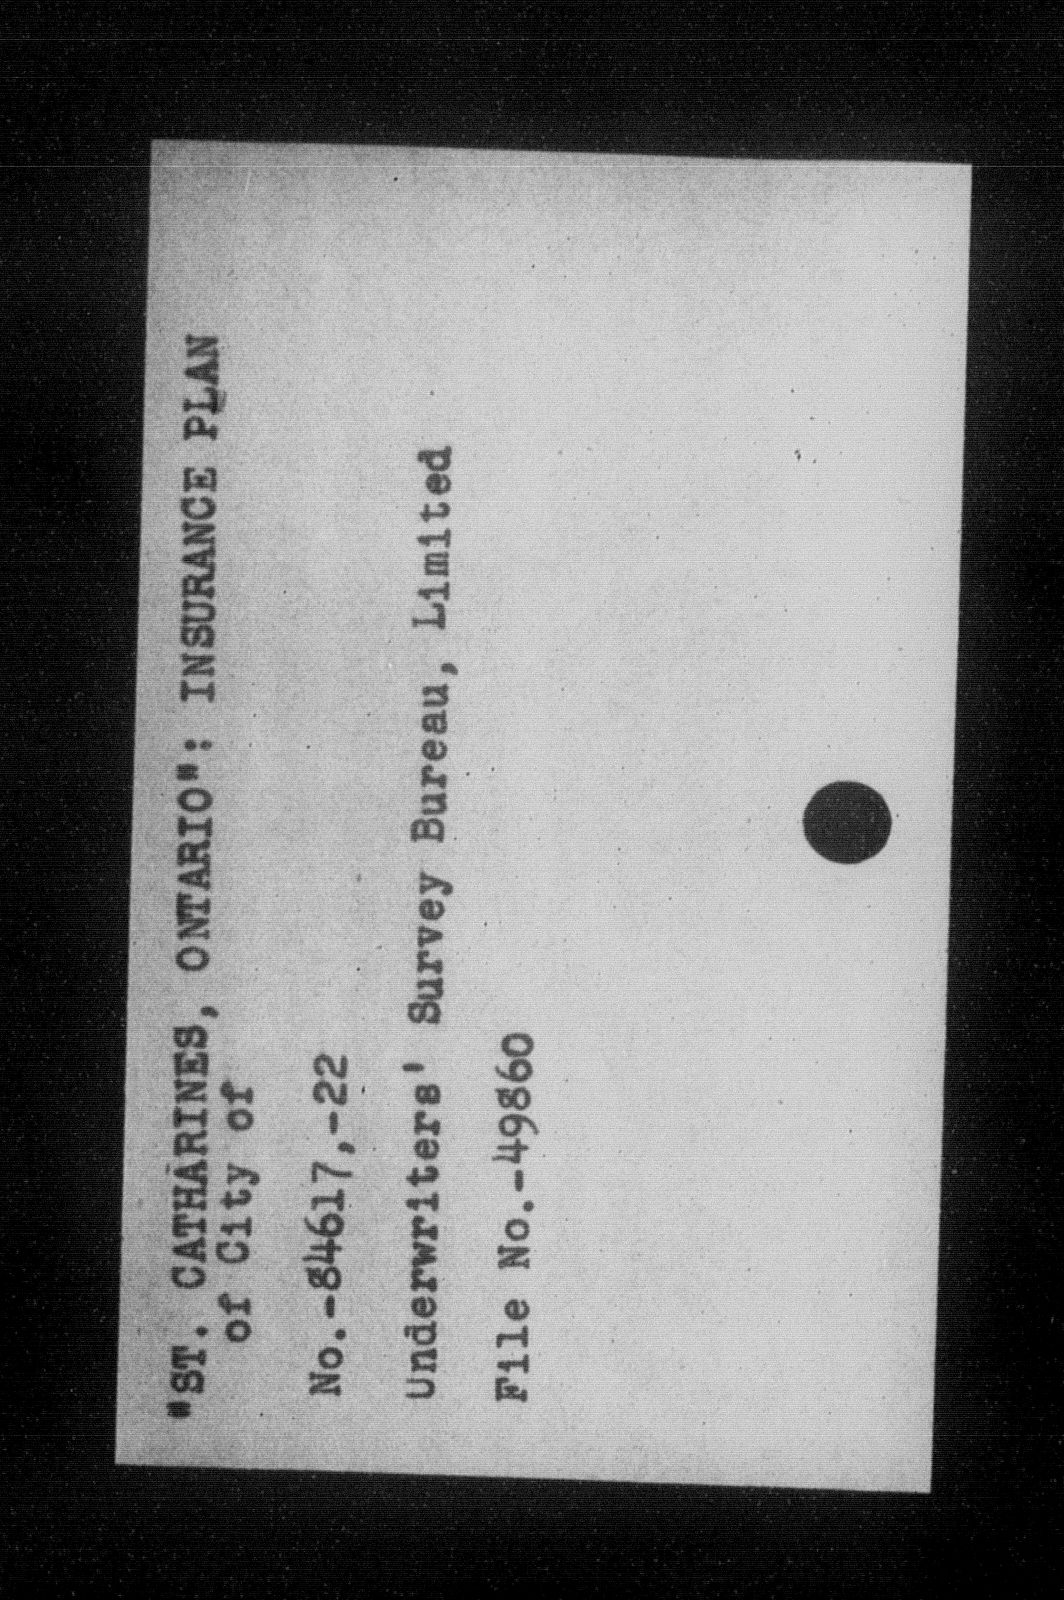 "ST. CATHARINES, ONTARIO": INSURANCE PLAN
of City of
No.-84617,-22
Underwriters' Survey Bureau, Limited
File No.-49860